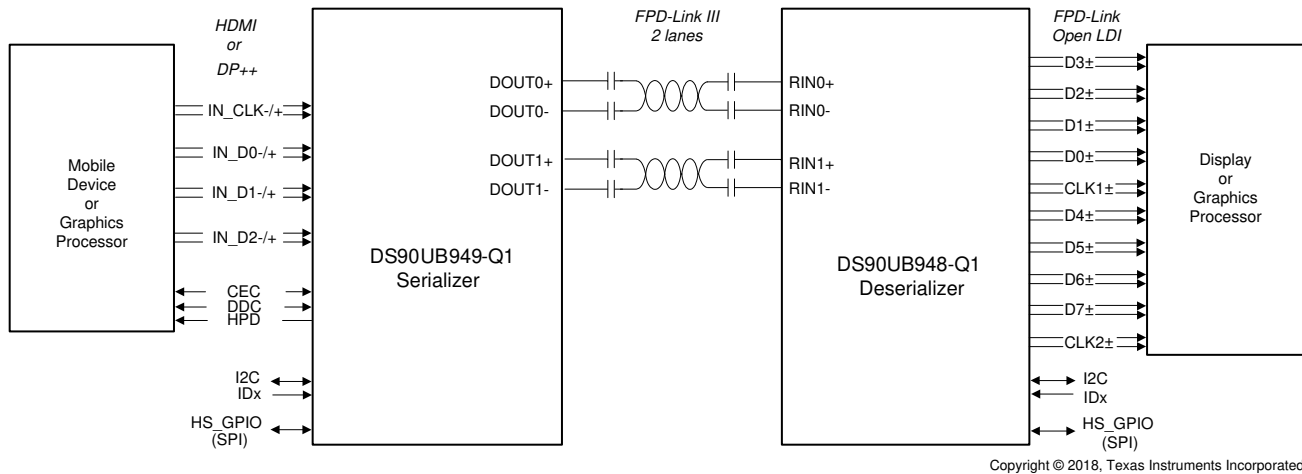 HDMI
or
DP++
FPD-Link III
2 lanes
FPD-Link
Open LDI
Mobile
Device
or
Graphics
Processor
IN_CLK-/+
IN_D0-/+
IN_D1-/+
IN_D2-/+
CEC
DDC
HPD
I2C
IDx
HS_GPIO
(SPI)
DS90UB949-Q1
Serializer
DOUT0+
DOUT0-
DOUT1+
DOUT1-
RIN0+
RIN0-
RIN1+
RIN1-
DS90UB948-Q1
Deserializer
D3±
D2±
D1±
D0±
CLK1±
D4±
D5±
D6±
D7±
CLK2±
I2C
IDx
HS_GPIO
(SPI)
Display
or
Graphics
Processor
Copyright © 2018, Texas Instruments Incorporated